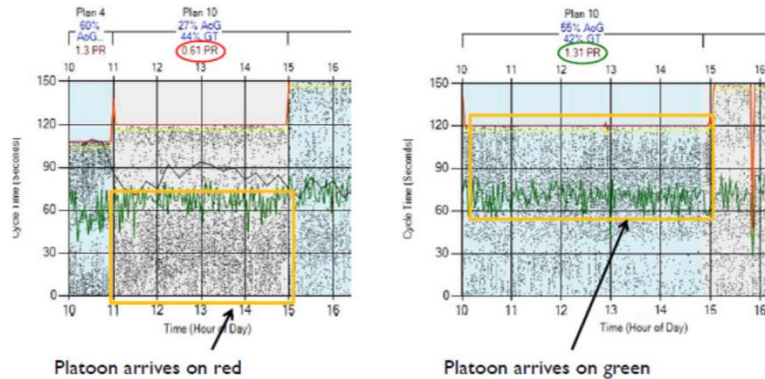 Plan 4
60%
AoG...
1.3 PR
Plan 10
27% AoG
44% GT
0.61 PR
10 11 12 13 14 15 16
150
120
90
60
30
0
Cycle Time (Seconds)
10 11 12 13 14 15 16
Time (Hour of Day)
Platoon arrives on red
Plan 10
55% AoG
42% GT
1.31 PR
10 11 12 13 14 15 16
150
120
90
60
30
0
Cycle Time (Seconds)
10 11 12 13 14 15 16
Time (Hour of Day)
Platoon arrives on green